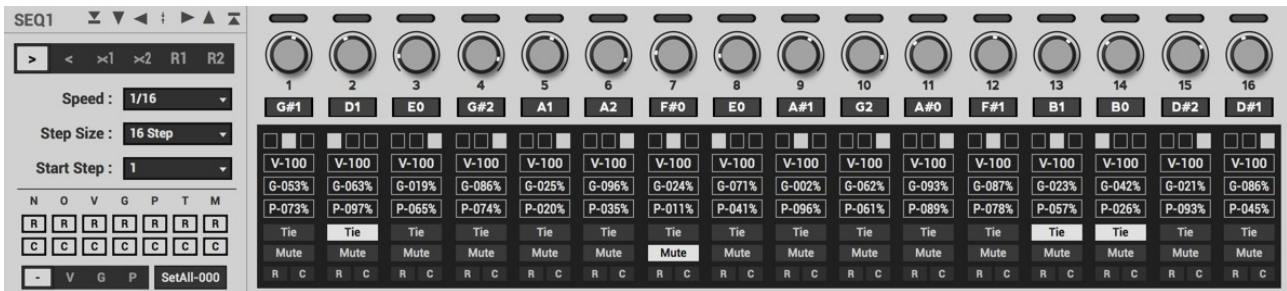 SEQ1
> < ×1 ×2 R1 R2
Speed : 1/16
Step Size : 16 Step
Start Step : 1
N O V G P T M
R R R R R R R
C C C C C C C
- V G P SetAll-000
1 2 3 4 5 6 7 8 9 10 11 12 13 14 15 16
G#1 D1 E0 G#2 A1 A2 F#0 E0 A#1 G2 A#0 F#1 B1 B0 D#2 D#1
V-100 V-100 V-100 V-100 V-100 V-100 V-100 V-100 V-100 V-100 V-100 V-100 V-100 V-100 V-100 V-100
G-053% G-063% G-019% G-086% G-025% G-096% G-024% G-071% G-002% G-062% G-093% G-087% G-023% G-042% G-021% G-086%
P-073% P-097% P-065% P-074% P-020% P-035% P-011% P-041% P-096% P-061% P-089% P-078% P-057% P-026% P-093% P-045%
Tie Tie Tie Tie Tie Tie Tie Tie Tie Tie Tie Tie Tie Tie Tie Tie
Mute Mute Mute Mute Mute Mute Mute Mute Mute Mute Mute Mute Mute Mute Mute Mute
R C R C R C R C R C R C R C R C R C R C R C R C R C R C R C R C